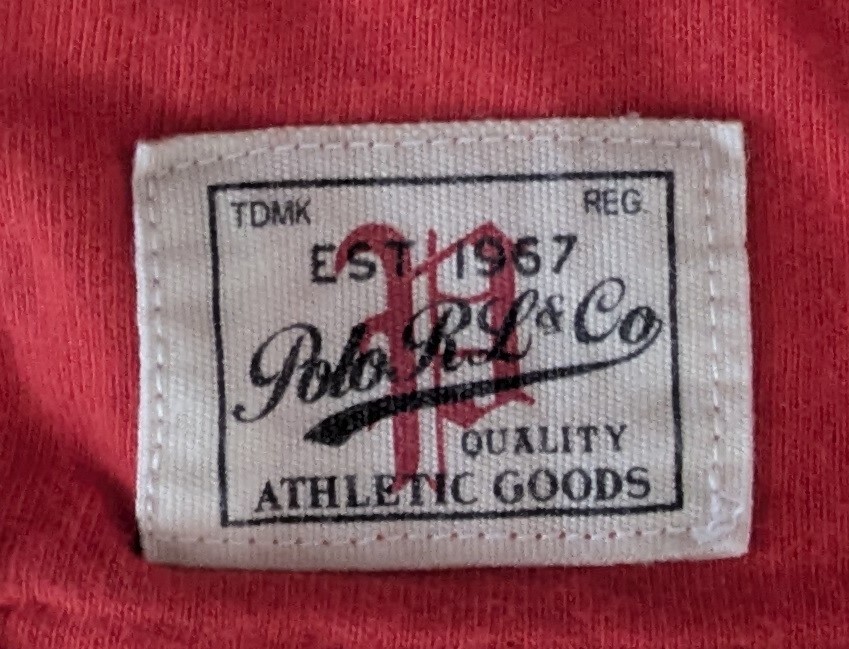 TDMK REG.
P
EST 1967
Polo RL & Co
QUALITY
ATHLETIC GOODS